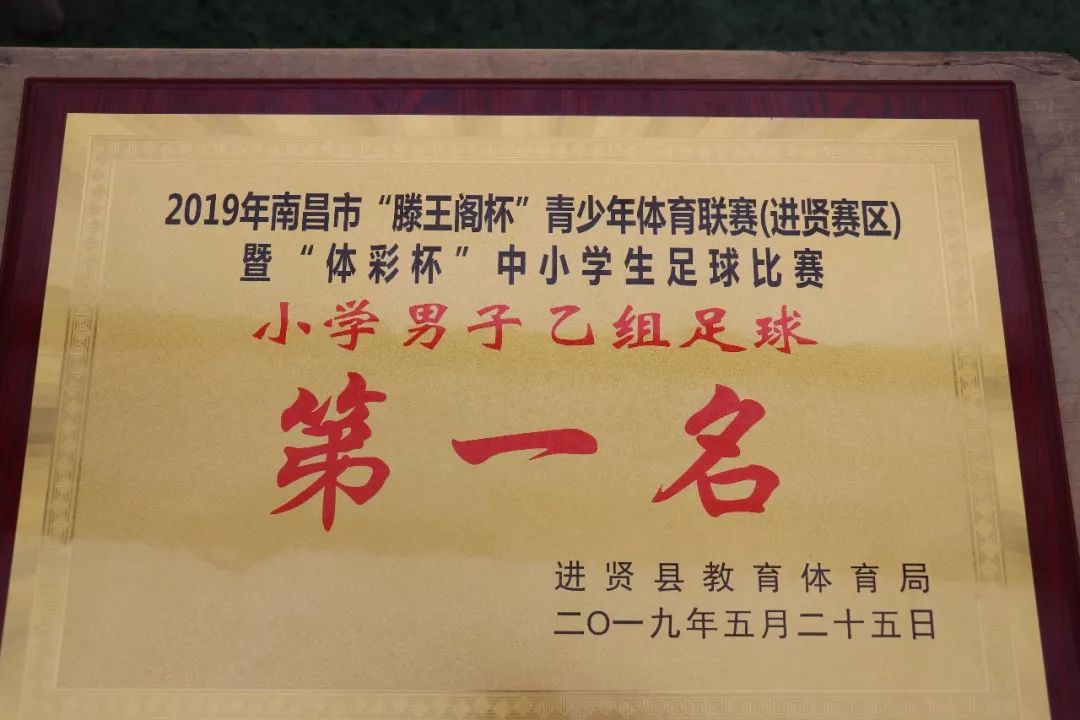 2019年南昌市“滕王阁杯”青少年体育联赛(进贤赛区)
暨“体彩杯”中小学生足球比赛
小学男子乙组足球
第一名
进贤县教育体育局
二〇一九年五月二十五日